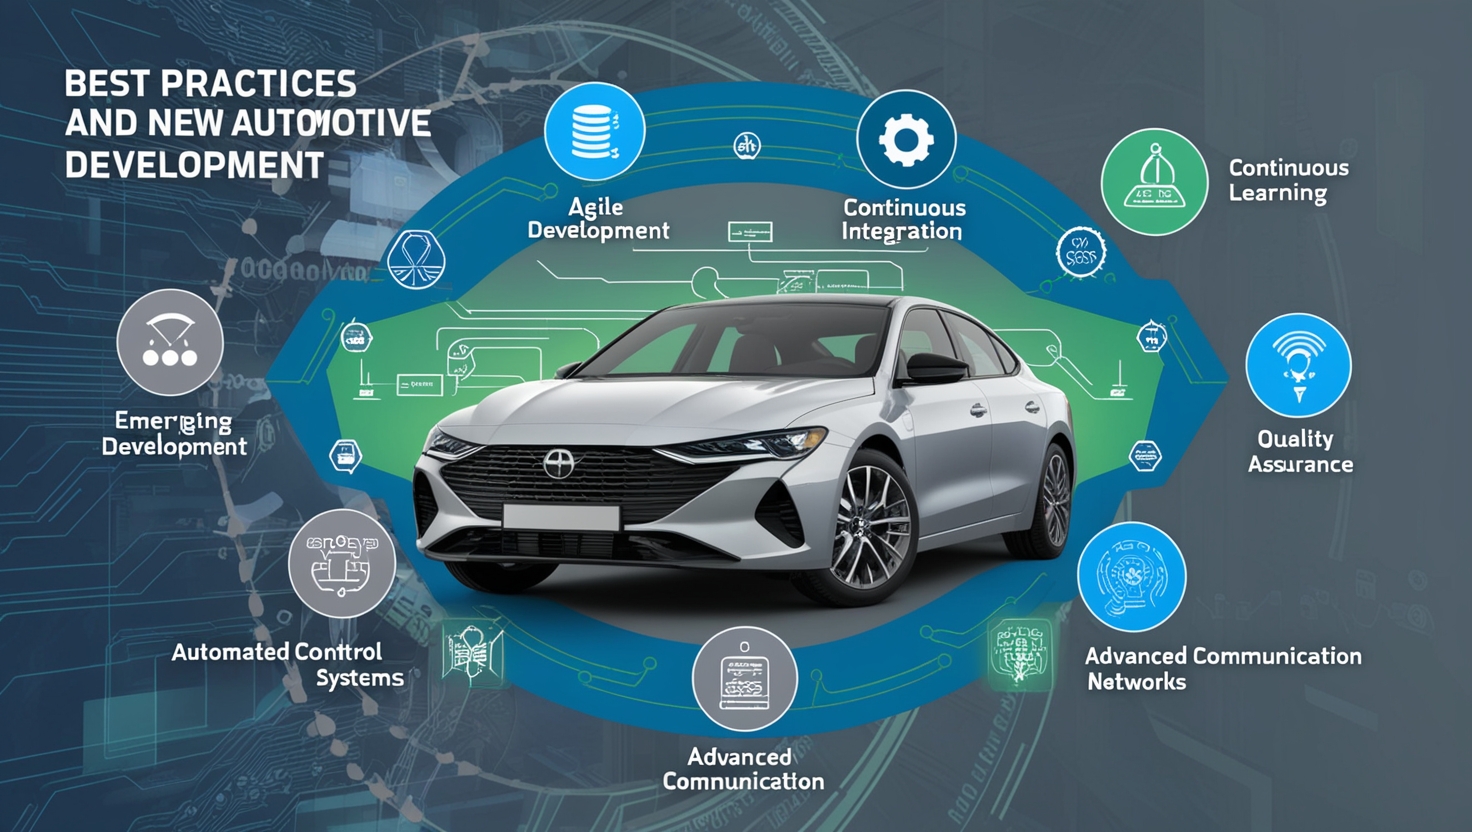 BEST PRACTICES
AND NEW AUTOMOTIVE
DEVELOPMENT
Agile
Development
Continuous
Integration
Continuous
Learning
Emerging
Development
Quality
Assurance
Automated Control
Systems
Advanced Communication
Networks
Advanced
Comnunication